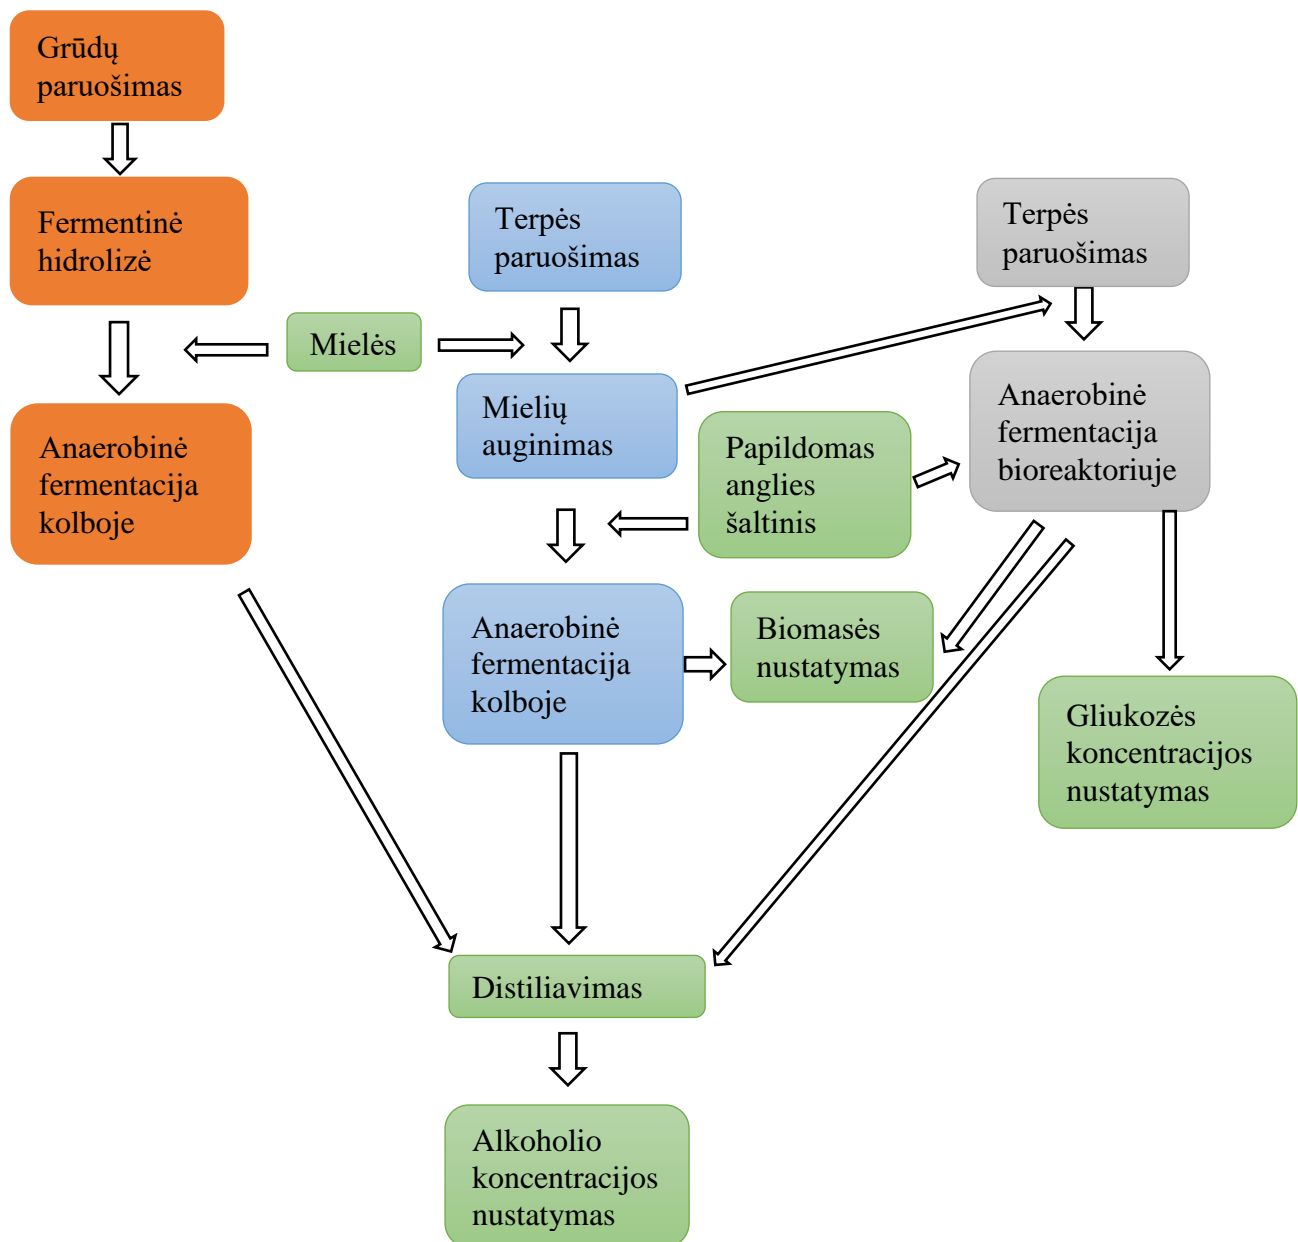 Grūdų
paruošimas
Fermentinė
hidrolizė
Terpės
paruošimas
Terpės
paruošimas
Mielės
Mielių
auginimas
Anaerobinė
fermentacija
bioreaktoriuje
Anaerobinė
fermentacija
kolboje
Papildomas
anglies
šaltinis
Anaerobinė
fermentacija
kolboje
Biomasės
nustatymas
Gliukozės
koncentracijos
nustatymas
Distiliavimas
Alkoholio
koncentracijos
nustatymas